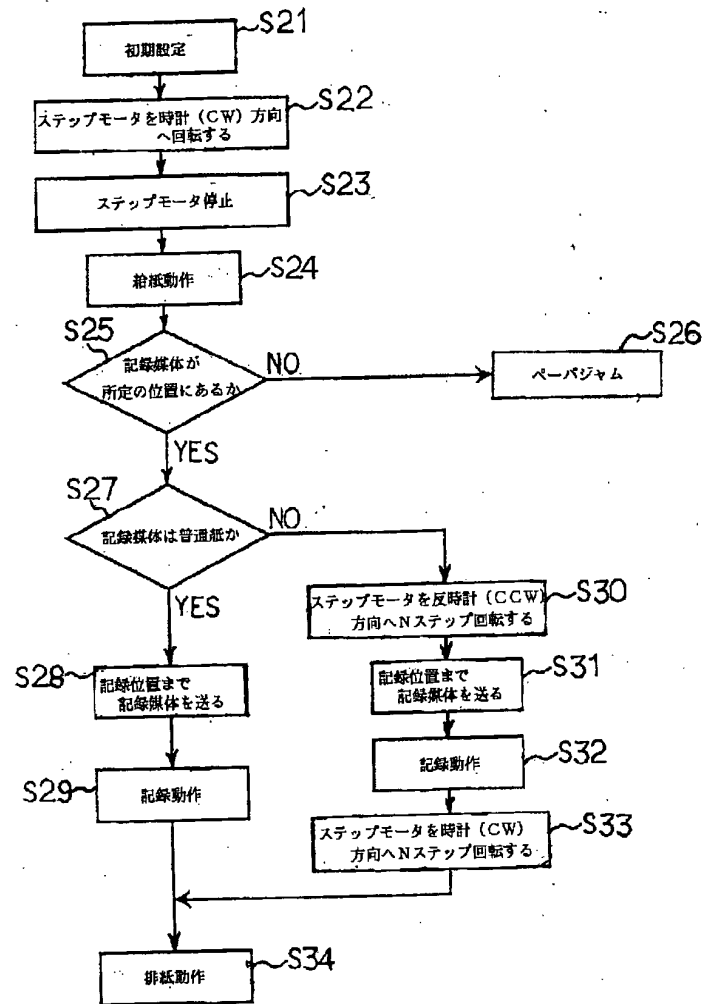 S21
初期設定
S22
ステップモータを時計(CW)方向
へ回転する
S23
ステップモータ停止
S24
給紙動作
S25
記録媒体が
所定の位置にあるか
NO
S26
ペーパジャム
YES
S27
記録媒体は普通紙か
NO
YES
S30
ステップモータを反時計(CCW)
方向へNステップ回転する
S28
記録位置まで
記録媒体を送る
S31
記録位置まで
記録媒体を送る
S29
記録動作
S32
記録動作
S33
ステップモータを時計(CW)
方向へNステップ回転する
S34
排紙動作